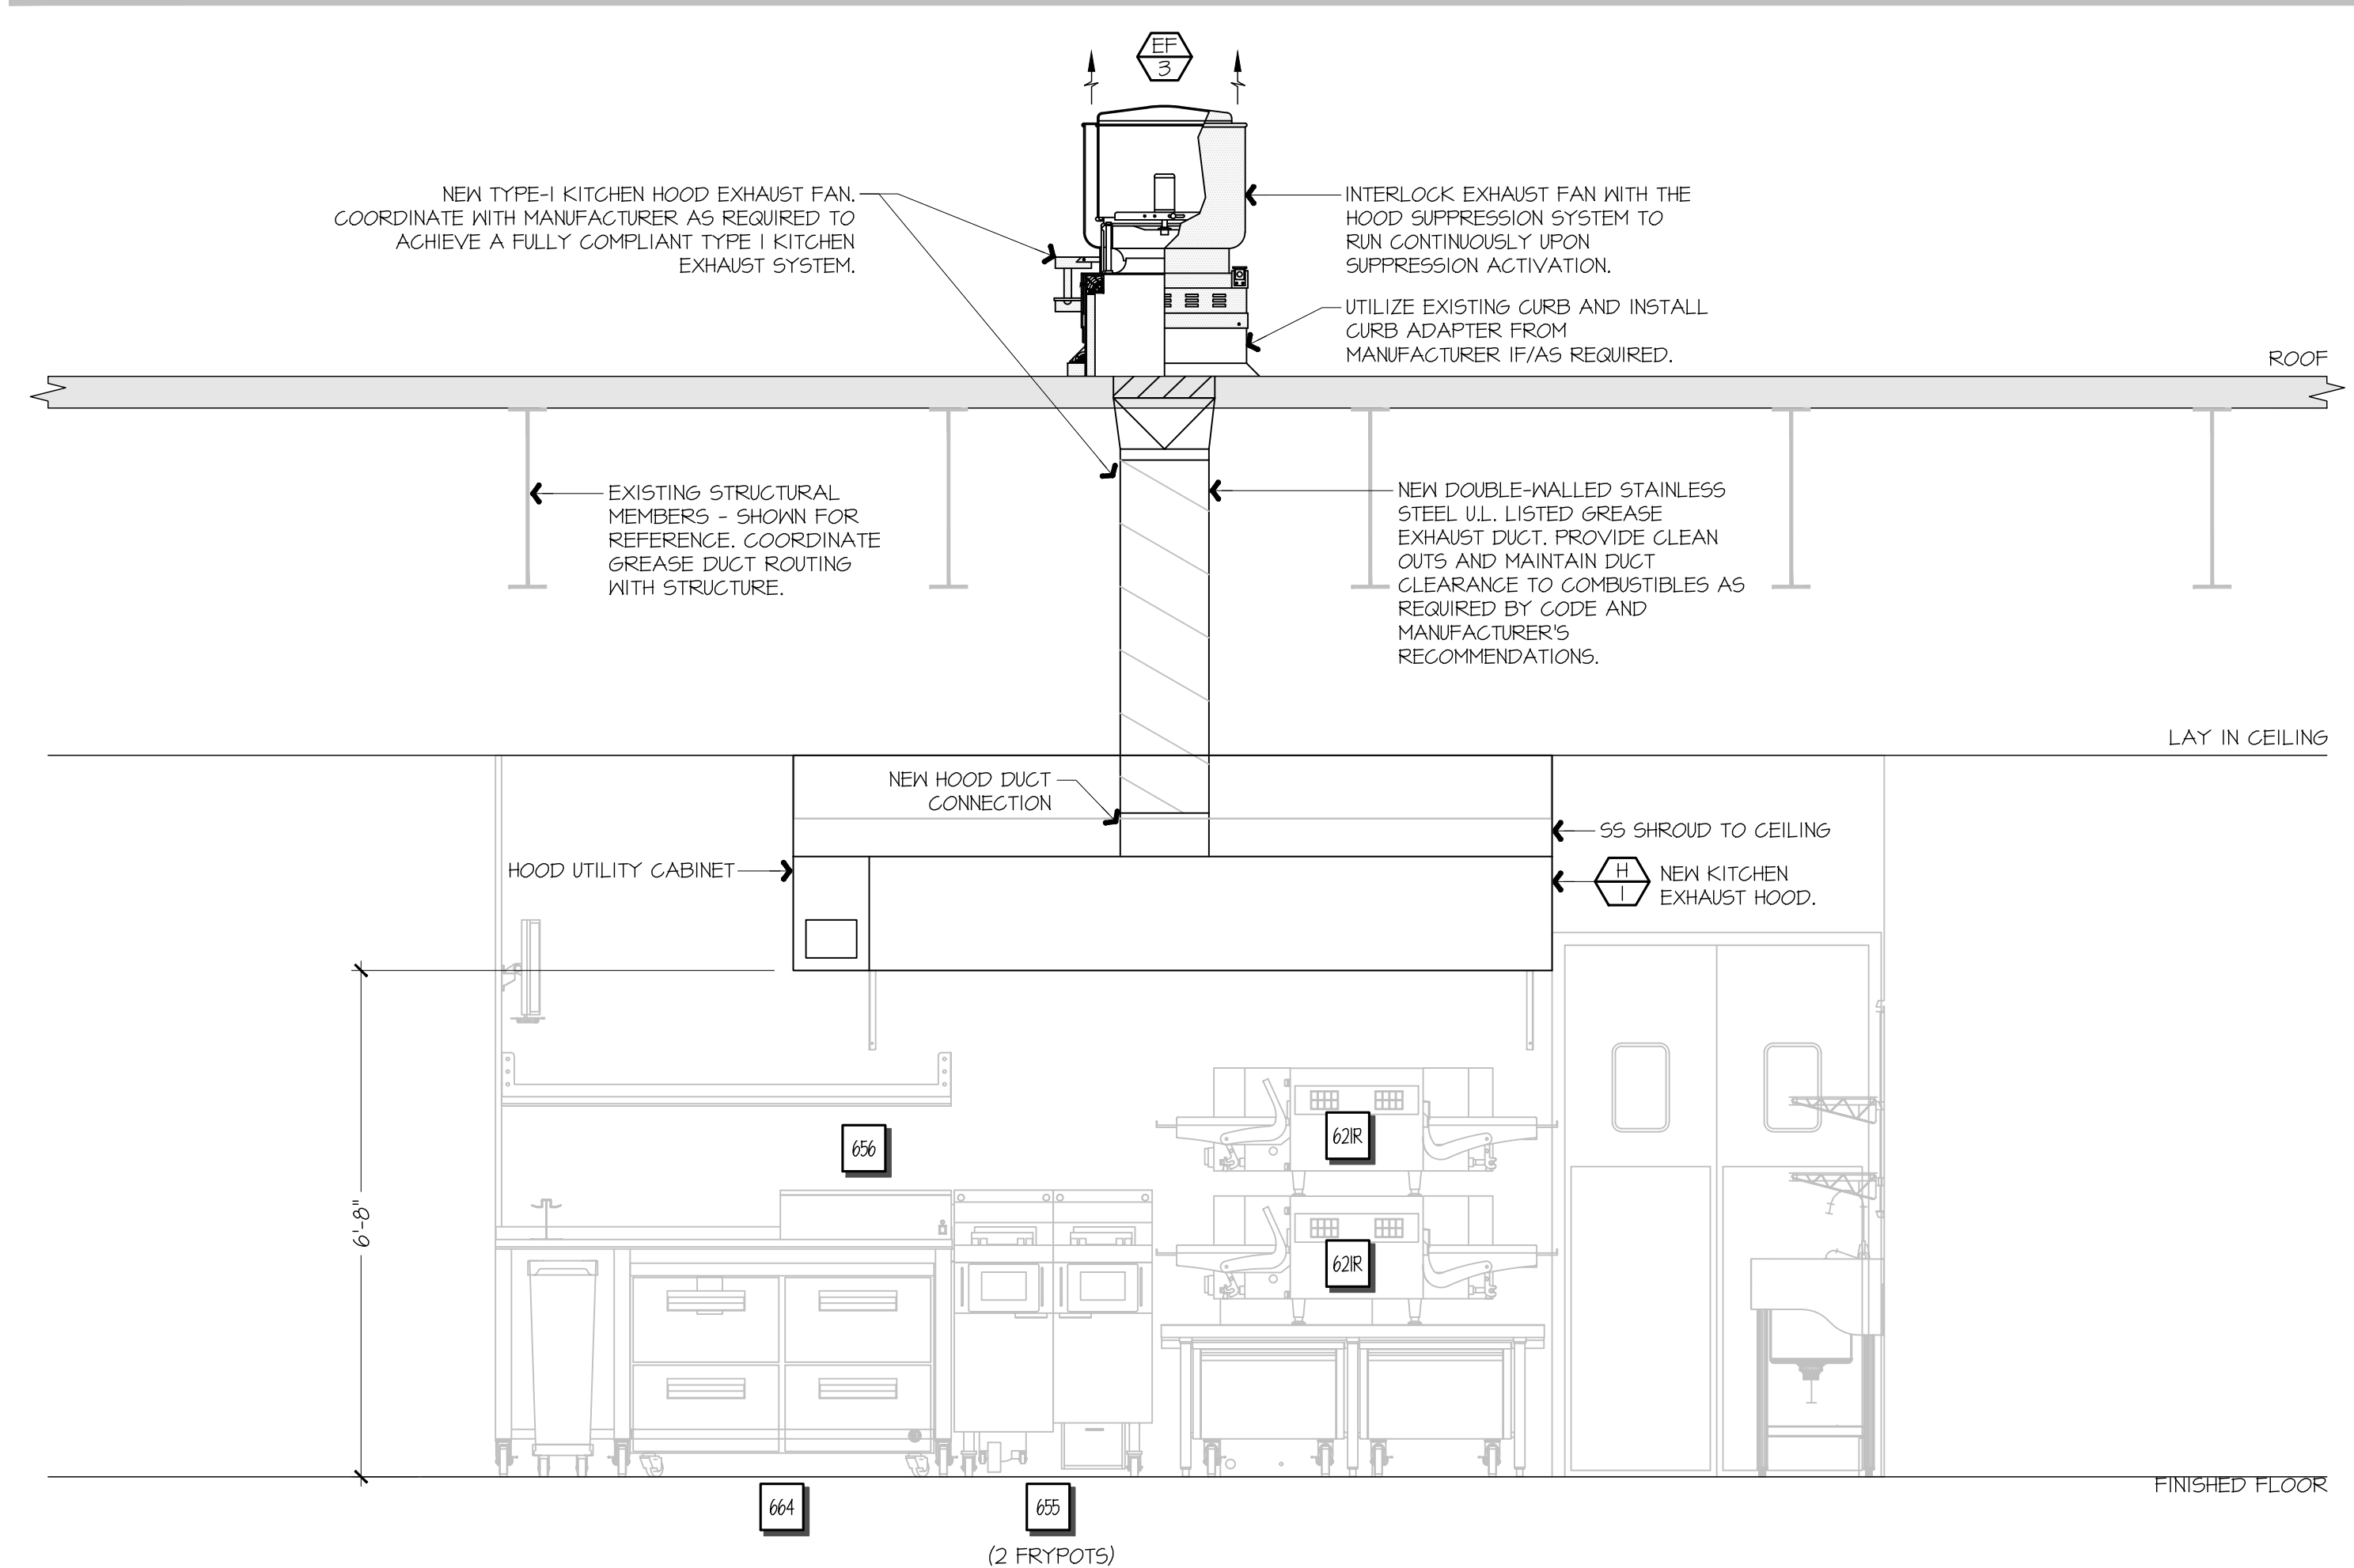 EF
3
NEW TYPE-I KITCHEN HOOD EXHAUST FAN.
COORDINATE WITH MANUFACTURER AS REQUIRED TO
ACHIEVE A FULLY COMPLIANT TYPE I KITCHEN
EXHAUST SYSTEM.
INTERLOCK EXHAUST FAN WITH THE
HOOD SUPPRESSION SYSTEM TO
RUN CONTINUOUSLY UPON
SUPPRESSION ACTIVATION.
UTILIZE EXISTING CURB AND INSTALL
CURB ADAPTER FROM
MANUFACTURER IF/AS REQUIRED.
ROOF
EXISTING STRUCTURAL
MEMBERS - SHOWN FOR
REFERENCE. COORDINATE
GREASE DUCT ROUTING
WITH STRUCTURE.
NEW DOUBLE-WALLED STAINLESS
STEEL U.L. LISTED GREASE
EXHAUST DUCT. PROVIDE CLEAN
OUTS AND MAINTAIN DUCT
CLEARANCE TO COMBUSTIBLES AS
REQUIRED BY CODE AND
MANUFACTURER'S
RECOMMENDATIONS.
LAY IN CEILING
NEW HOOD DUCT
CONNECTION
SS SHROUD TO CEILING
HOOD UTILITY CABINET
H
1
NEW KITCHEN
EXHAUST HOOD.
6'-8"
656
621R
621R
FINISHED FLOOR
664
655
(2 FRYPOTS)